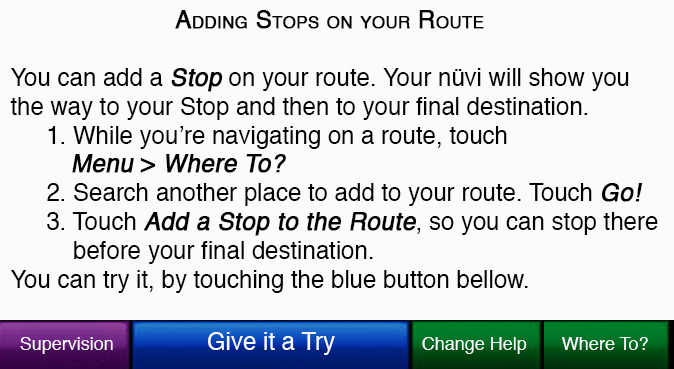 Adding Stops on your Route
You can add a Stop on your route. Your nüvi will show you
the way to your Stop and then to your final destination.
1. While you're navigating on a route, touch
Menu > Where To?
2. Search another place to add to your route. Touch Go!
3. Touch Add a Stop to the Route, so you can stop there
before your final destination.
You can try it, by touching the blue button bellow.
Supervision Give it a Try Change Help Where To?